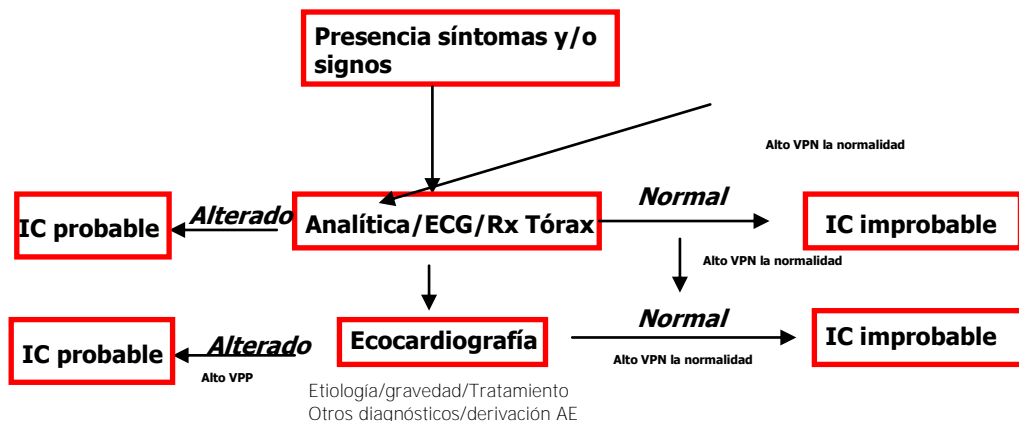 Presencia síntomas y/o
signos
Alto VPN la normalidad
IC probable
Alterado
Analítica/ECG/Rx Tórax
Normal
IC improbable
Alto VPN la normalidad
IC probable
Alterado
Alto VPP
Ecocardiografía
Normal
Alto VPN la normalidad
IC improbable
Etiología/gravedad/Tratamiento
Otros diagnósticos/derivación AE